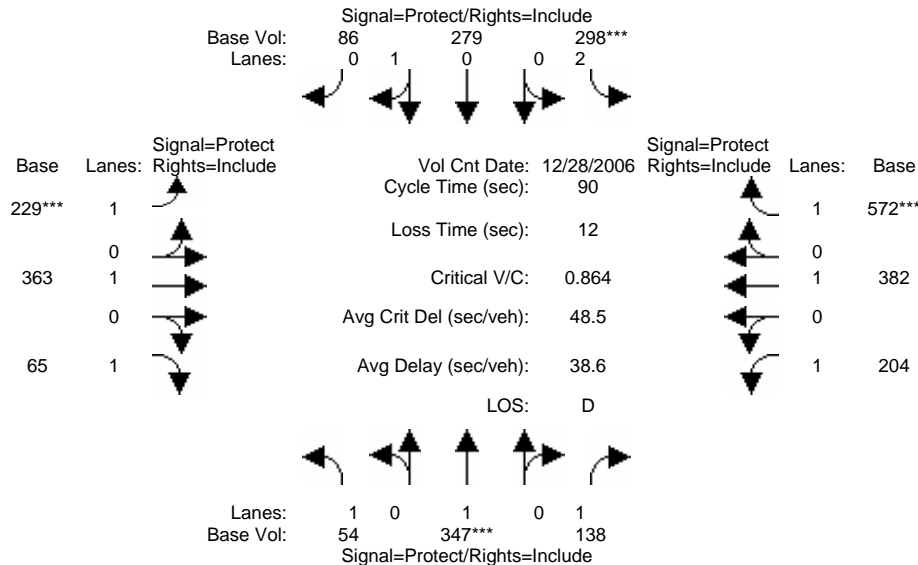 Signal=Protect/Rights=Include
Base Vol: 86 279 298***
Lanes: 0 1 0 0 2
Signal=Protect Signal=Protect
Base Lanes: Rights=Include Vol Cnt Date: 12/28/2006 Rights=Include Lanes: Base
Cycle Time (sec): 90
229*** 1 1 572***
Loss Time (sec): 12
0 0
363 1 Critical V/C: 0.864 1 382
0 Avg Crit Del (sec/veh): 48.5 0
65 1 Avg Delay (sec/veh): 38.6 1 204
LOS: D
Lanes: 1 0 1 0 1
Base Vol: 54 347*** 138
Signal=Protect/Rights=Include